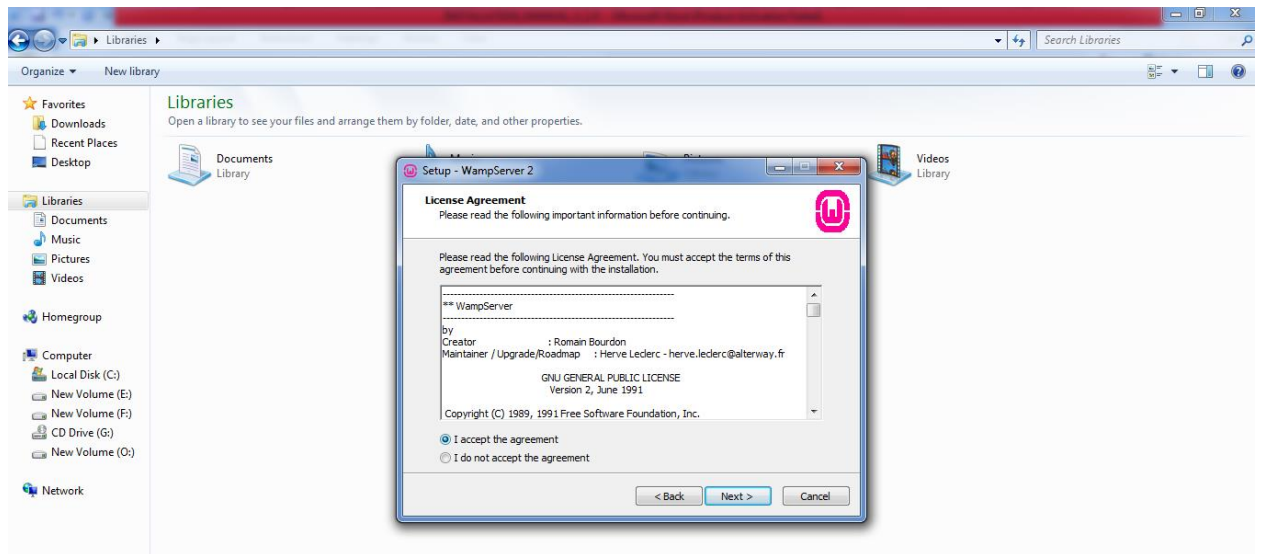 Libraries
Search Libraries
Organize
New library
Favorites
Downloads
Recent Places
Desktop
Libraries
Documents
Music
Pictures
Videos
Homegroup
Computer
Local Disk (C:)
New Volume (E:)
New Volume (F:)
CD Drive (G:)
New Volume (O:)
Network
Libraries
Open a library to see your files and arrange them by folder, date, and other properties.
Documents
Library
Videos
Library
Setup - WampServer 2
License Agreement
Please read the following important information before continuing.
Please read the following License Agreement. You must accept the terms of this
agreement before continuing with the installation.
----------------------------------------------------------------
** WampServer
----------------------------------------------------------------
by
Creator : Romain Bourdon
Maintainer / Upgrade/Roadmap : Herve Leclerc - herve.leclerc@alterway.fr
GNU GENERAL PUBLIC LICENSE
Version 2, June 1991
Copyright (C) 1989, 1991 Free Software Foundation, Inc.
I accept the agreement
I do not accept the agreement
< Back
Next >
Cancel